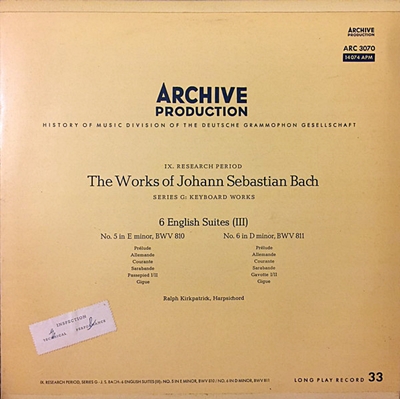 ARCHIVE
PRODUCTION
ARC 3070
14074 APM
ARCHIVE
PRODUCTION
HISTORY OF MUSIC DIVISION OF THE DEUTSCHE GRAMMOPHON GESELLSCHAFT
IX. RESEARCH PERIOD
The Works of Johann Sebastian Bach
SERIES G: KEYBOARD WORKS
6 English Suites (III)
No. 5 in E minor, BWV 810
Prélude
Allemande
Courante
Sarabande
Passepied I/II
Gigue
No. 6 in D minor, BWV 811
Prélude
Allemande
Courante
Sarabande
Gavotte I/II
Gigue
Ralph Kirkpatrick, Harpsichord
INSPECTION
IX. RESEARCH PERIOD, SERIES G · J. S. BACH: 6 ENGLISH SUITES (III), NO. 5 IN E MINOR, BWV 810 / NO. 6 IN D MINOR, BWV 811
LONG PLAY RECORD 33